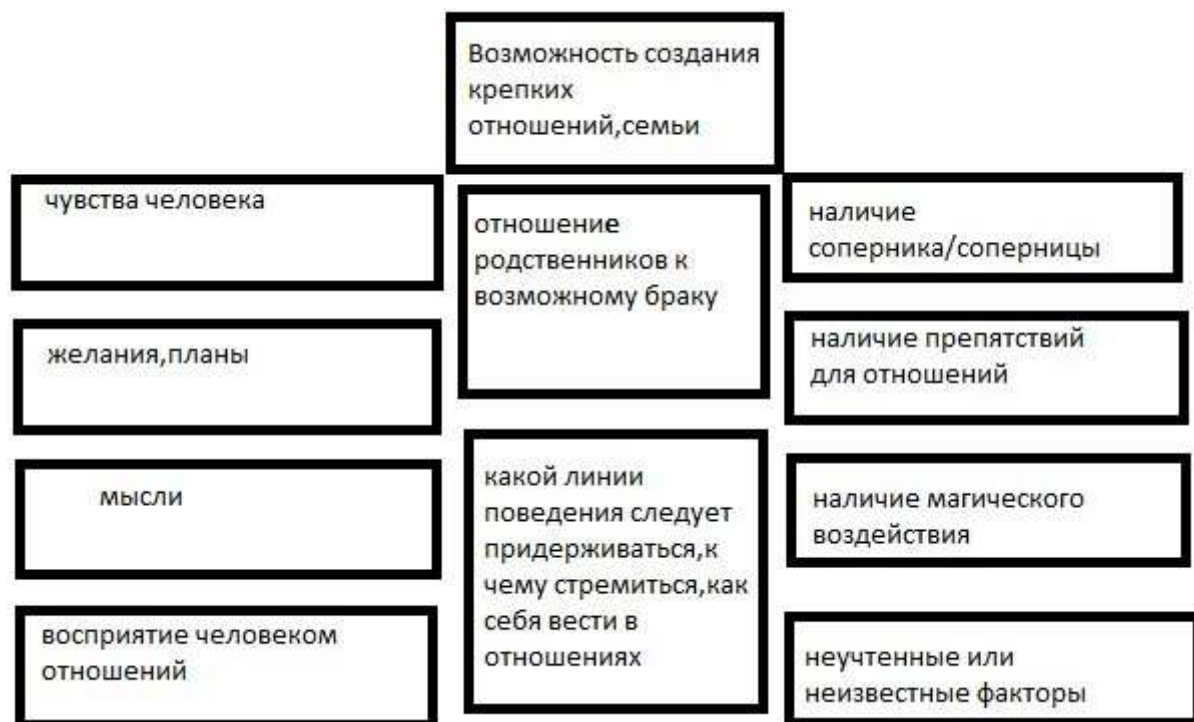 Возможность создания
крепких
отношений,семьи
чувства человека
желания,планы
мысли
восприятие человеком
отношений
отношение
родственников к
возможному браку
какой линии
поведения следует
придерживаться,к
чему стремиться,как
себя вести в
отношениях
наличие
соперника/соперницы
наличие препятствий
для отношений
наличие магического
воздействия
неучтенные или
неизвестные факторы